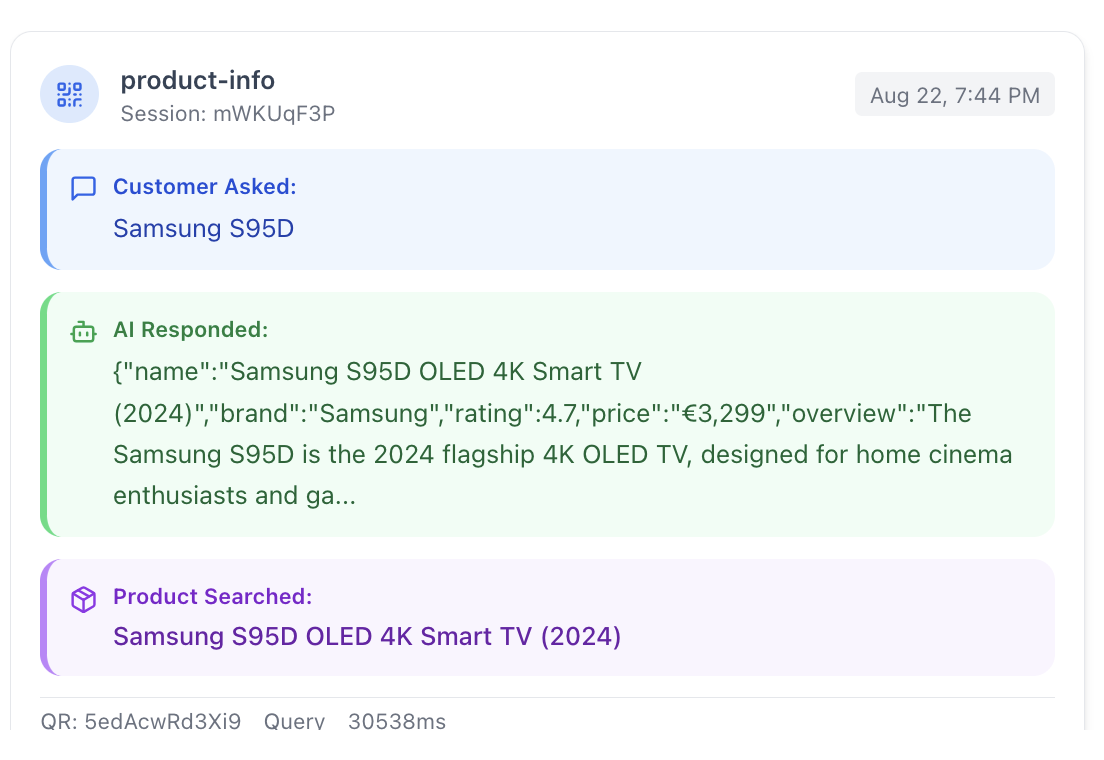 product-info
Session: mWKUqF3P
Aug 22, 7:44 PM
Customer Asked:
Samsung S95D
AI Responded:
{"name":"Samsung S95D OLED 4K Smart TV
(2024)","brand":"Samsung","rating":4.7,"price":"€3,299","overview":"The
Samsung S95D is the 2024 flagship 4K OLED TV, designed for home cinema
enthusiasts and ga...
Product Searched:
Samsung S95D OLED 4K Smart TV (2024)
QR: 5edAcwRd3Xi9 Query 30538ms